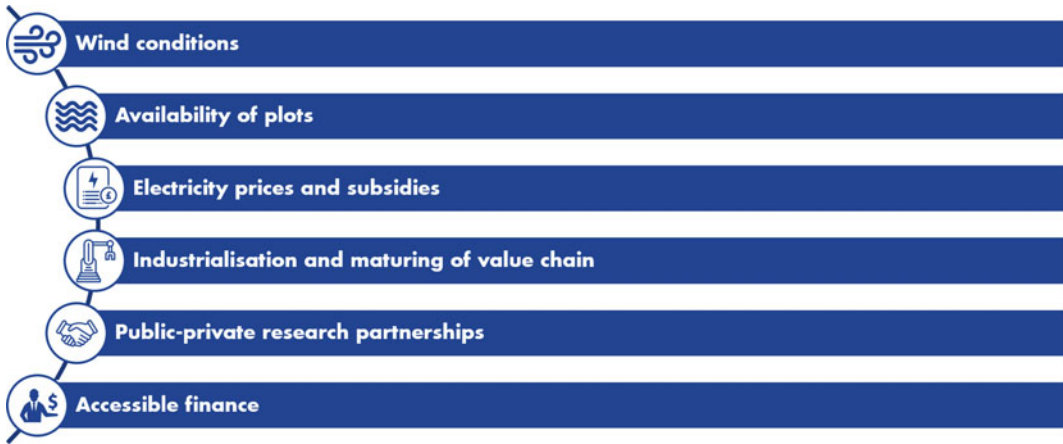 Wind conditions
Availability of plots
Electricity prices and subsidies
Industrialisation and maturing of value chain
Public-private research partnerships
Accessible finance